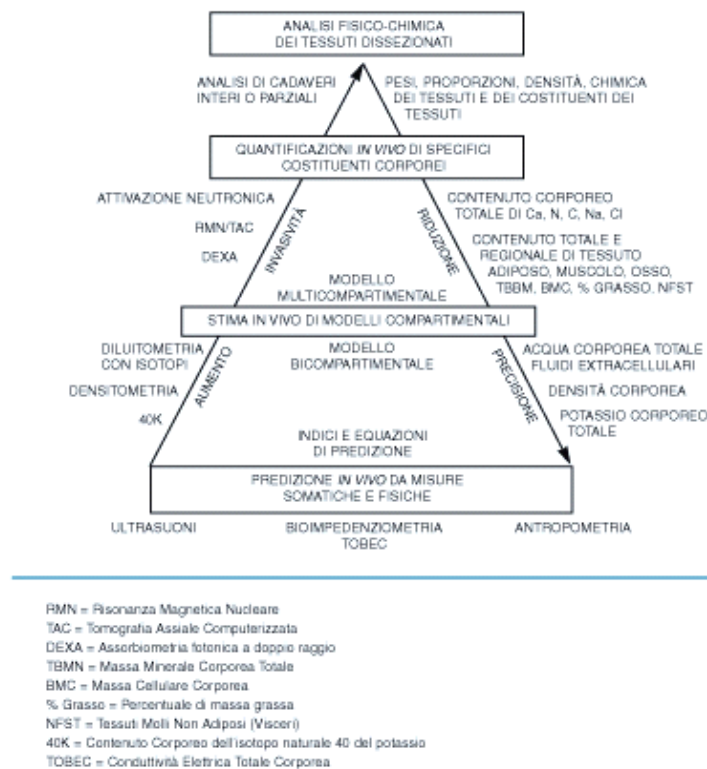 ANALISI FISICO-CHIMICA
DEI TESSUTI DISSEZIONATI
ANALISI DI CADAVERI
INTERI O PARZIALI
PESI, PROPORZIONI, DENSITÀ, CHIMICA
DEI TESSUTI E DEI COSTITUENTI DEI
TESSUTI
QUANTIFICAZIONI IN VIVO DI SPECIFICI
COSTITUENTI CORPOREI
ATTIVAZIONE NEUTRONICA
RMN/TAC
DEXA
INVASIVITÀ
RIDUZIONE
CONTENUTO CORPOREO
TOTALE DI Ca, N, C, Na, Cl
CONTENUTO TOTALE E
REGIONALE DI TESSUTO
ADIPOSO, MUSCOLO, OSSO,
TBBM, BMC, % GRASSO. NFST
MODELLO
MULTICOMPARTIMENTALE
STIMA IN VIVO DI MODELLI COMPARTIMENTALI
DILUITOMETRIA
CON ISOTOPI
DENSITOMETRIA
40K
AUMENTO
MODELLO
BICOMPARTIMENTALE
PRECISIONE
ACQUA CORPOREA TOTALE
FLUIDI EXTRACELLULARI
DENSITÀ CORPOREA
POTASSIO CORPOREO
TOTALE
INDICI E EQUAZIONI
DI PREDIZIONE
PREDIZIONE IN VIVO DA MISURE
SOMATICHE E FISICHE
ULTRASUONI
BIOIMPEDENZIOMETRIA
TOBEC
ANTROPOMETRIA
RMN = Risonanza Magnetica Nucleare
TAC = Tomografia Assiale Computerizzata
DEXA = Assorbiometria fotonica a doppio raggio
TBMN = Massa Minerale Corporea Totale
BMC = Massa Cellulare Corporea
% Grasso = Percentuale di massa grassa
NFST = Tessuti Molli Non Adiposi (Visceri)
40K = Contenuto Corporeo dell'isotopo naturale 40 del potassio
TOBEC = Conduttività Elettrica Totale Corporea